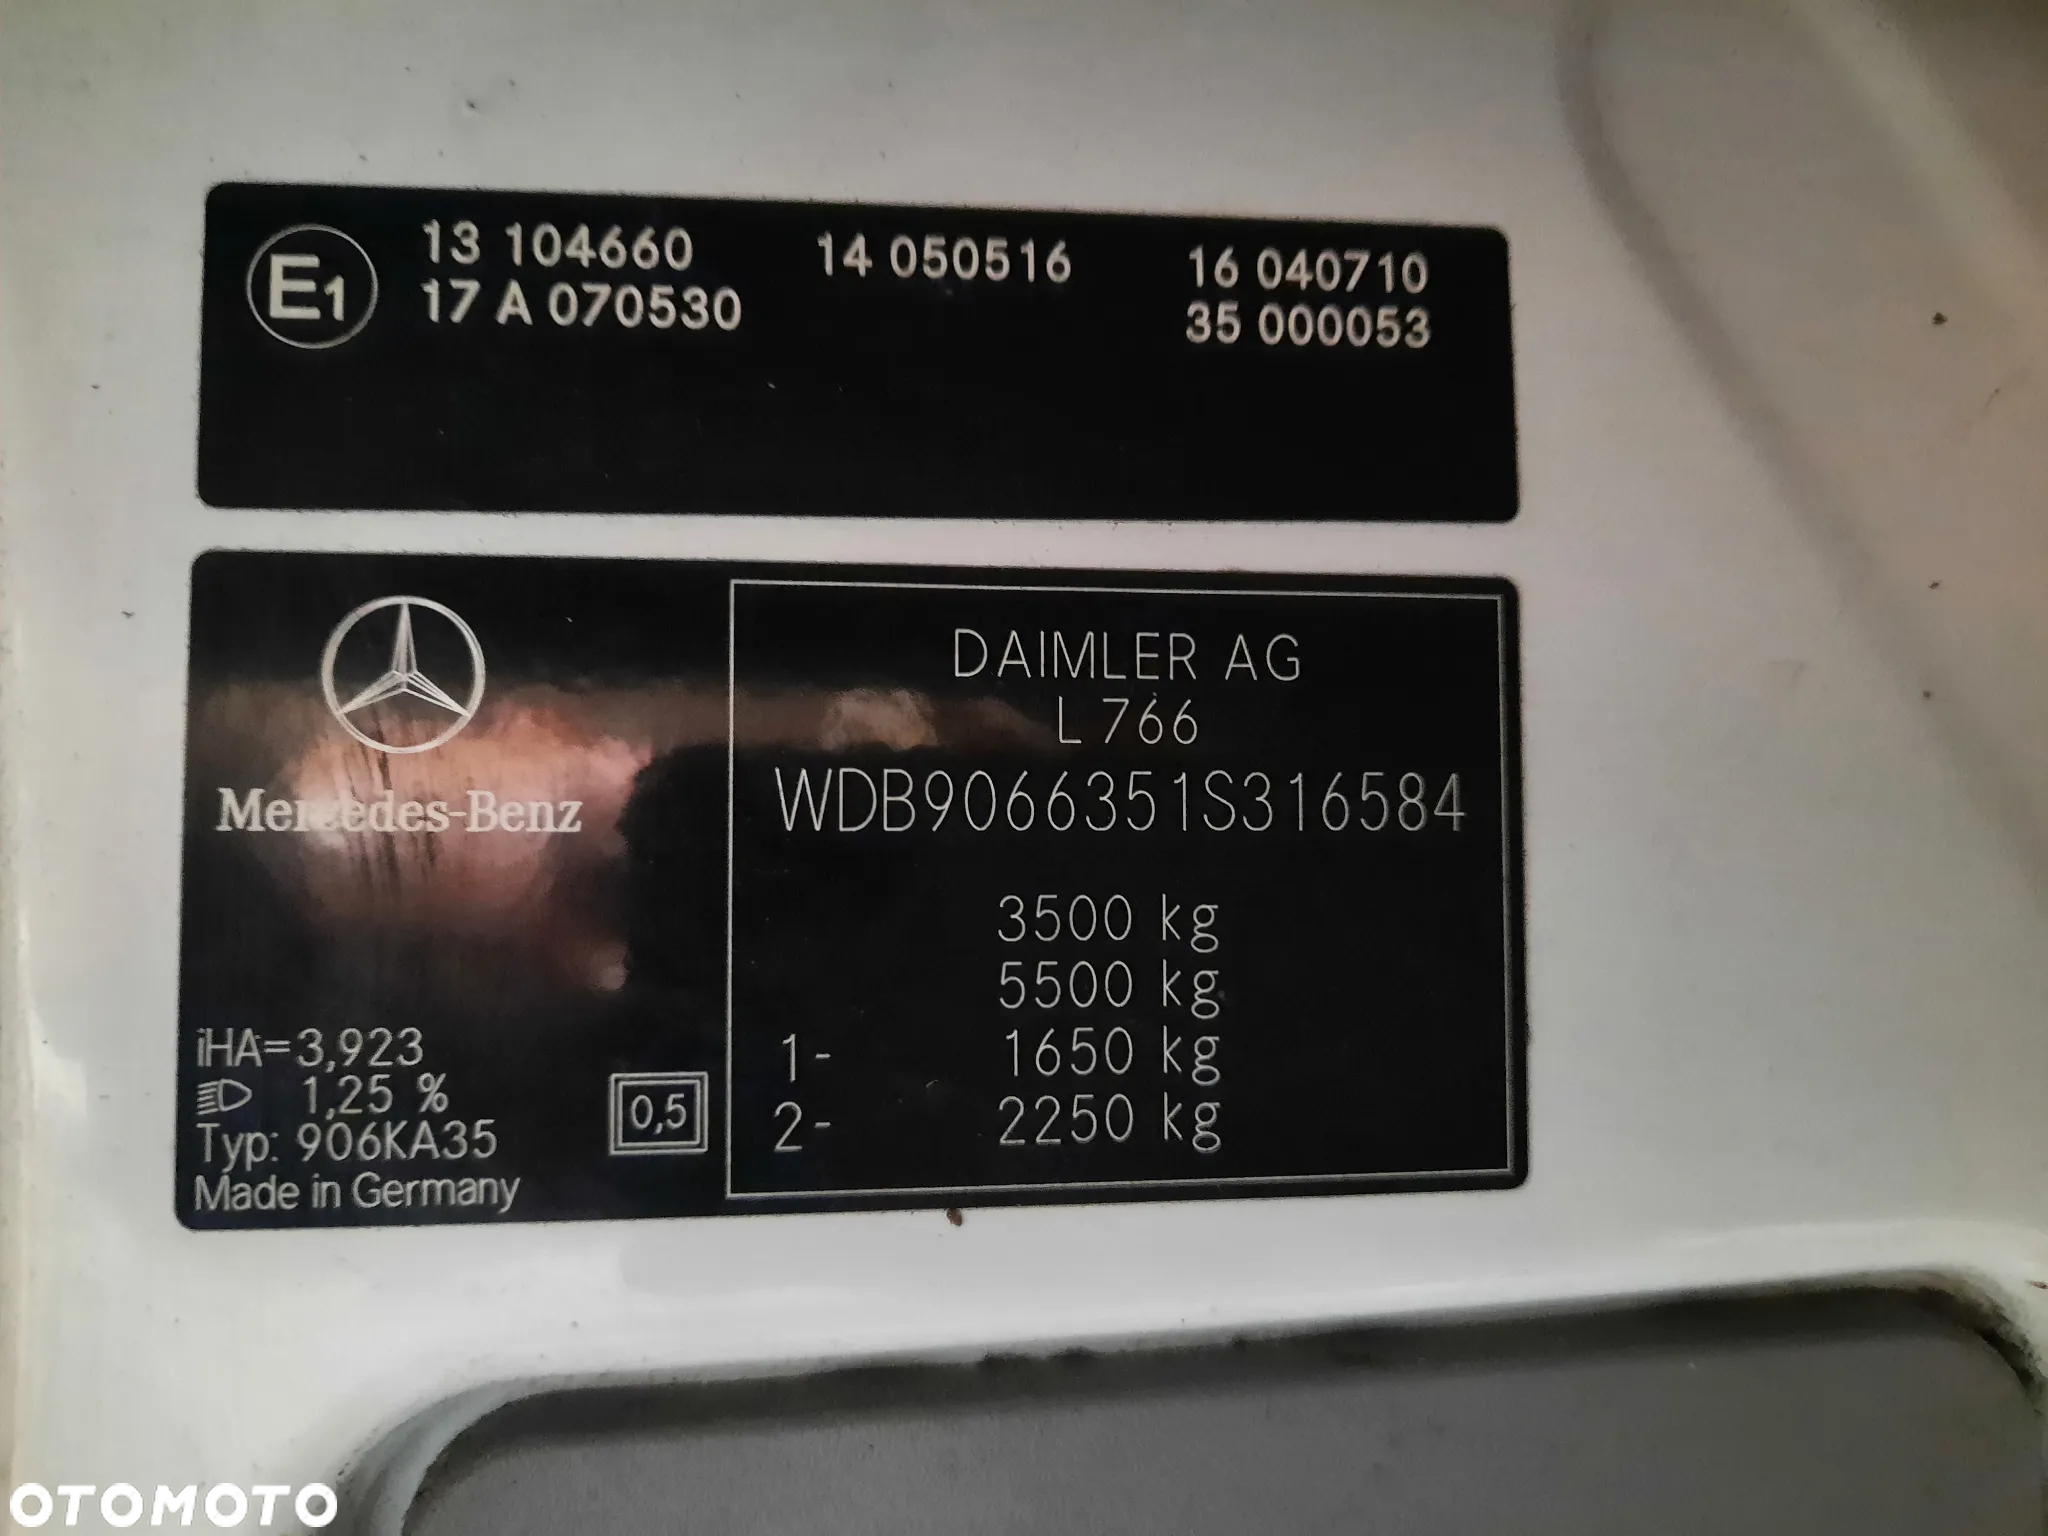 E1 13 104660 14 050516 16 040710
17 A 070530 35 000053
DAIMLER AG
L 766
WDB9066351S316584
3500 kg
5500 kg
1- 1650 kg
2- 2250 kg
Mercedes-Benz
iHA=3,923
1,25 %
Typ: 906KA35
Made in Germany
0,5
OTOMOTO